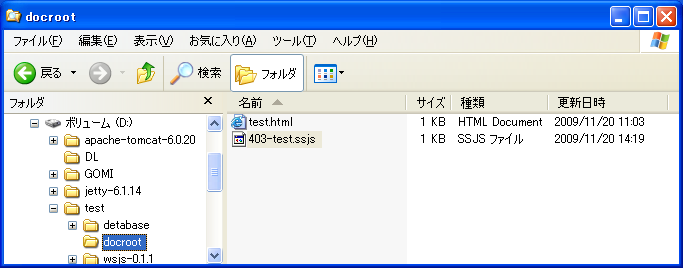 docroot
ファイル(F) 編集(E) 表示(V) お気に入り(A) ツール(T) ヘルプ(H)
戻る 検索 フォルダ
フォルダ
名前 サイズ 種類 更新日時
ボリューム (D:)
apache-tomcat-6.0.20
DL
GOMI
jetty-6.1.14
test
detabase
docroot
wsjs-0.1.1
test.html 1 KB HTML Document 2009/11/20 11:03
403-test.ssjs 1 KB SSJS ファイル 2009/11/20 14:19